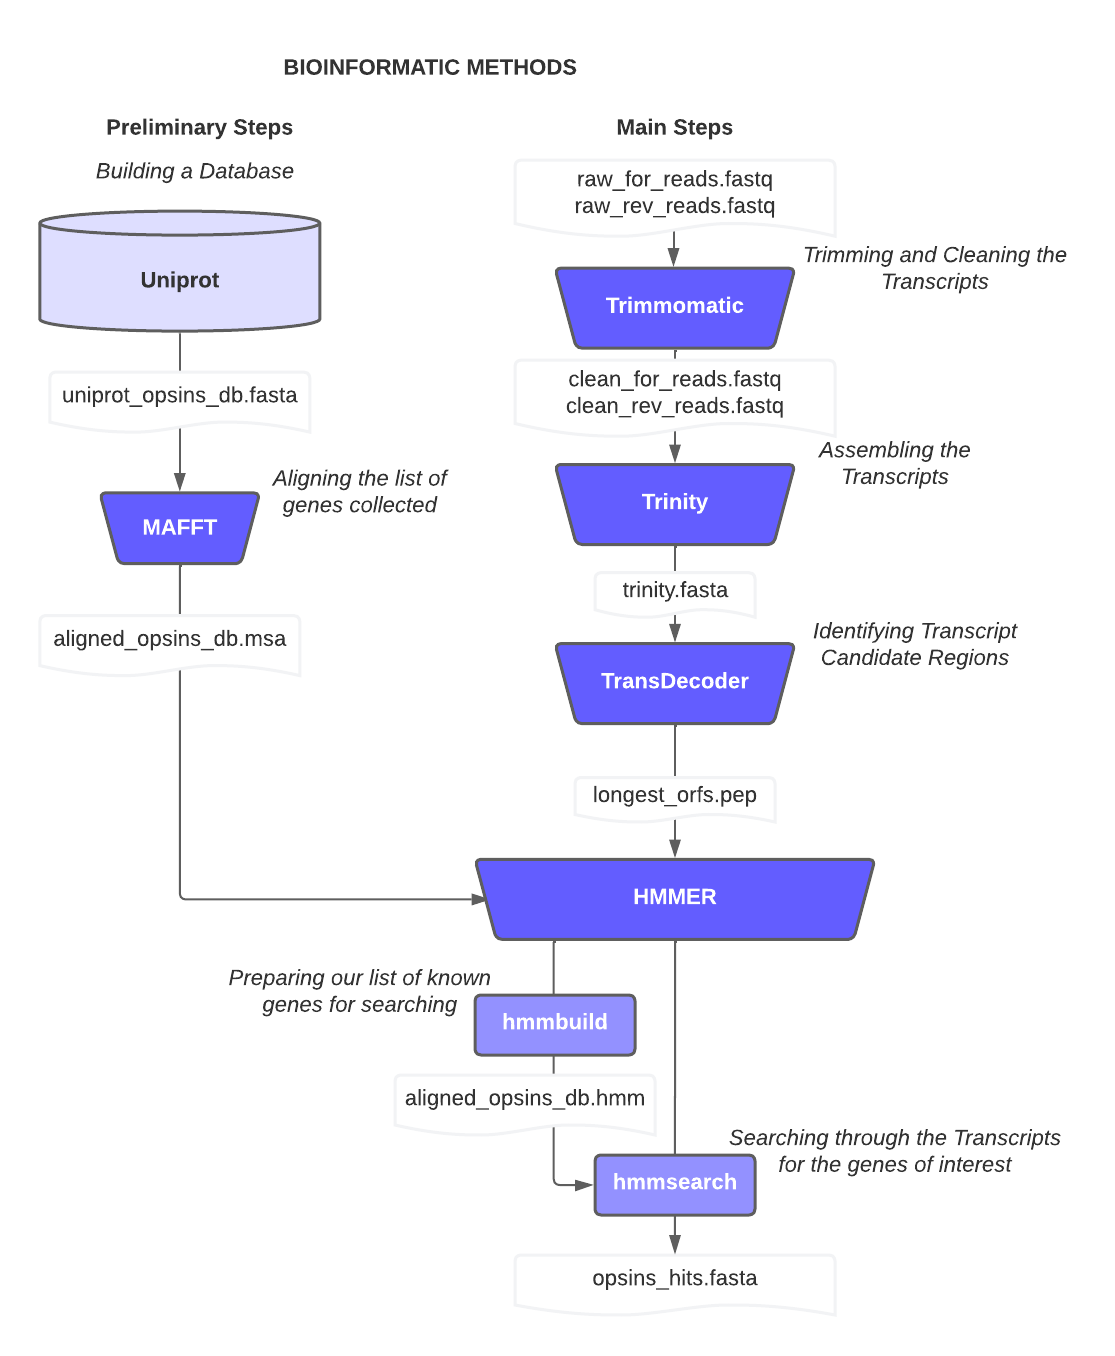 BIOINFORMATIC METHODS
Preliminary Steps
Building a Database
Uniprot
uniprot_opsins_db.fasta
Aligning the list of
genes collected
MAFFT
aligned_opsins_db.msa
Main Steps
raw_for_reads.fastq
raw_rev_reads.fastq
Trimming and Cleaning the
Transcripts
Trimmomatic
clean_for_reads.fastq
clean_rev_reads.fastq
Assembling the
Transcripts
Trinity
trinity.fasta
Identifying Transcript
Candidate Regions
TransDecoder
longest_orfs.pep
HMMER
Preparing our list of known
genes for searching
hmmbuild
aligned_opsins_db.hmm
Searching through the Transcripts
for the genes of interest
hmmsearch
opsins_hits.fasta